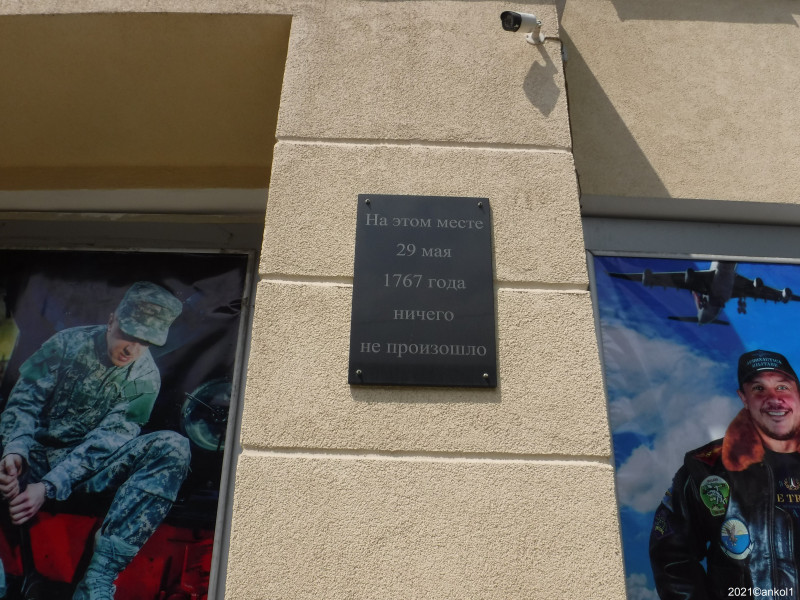 На этом месте
29 мая
1767 года
ничего
не произошло
2021©ankol1